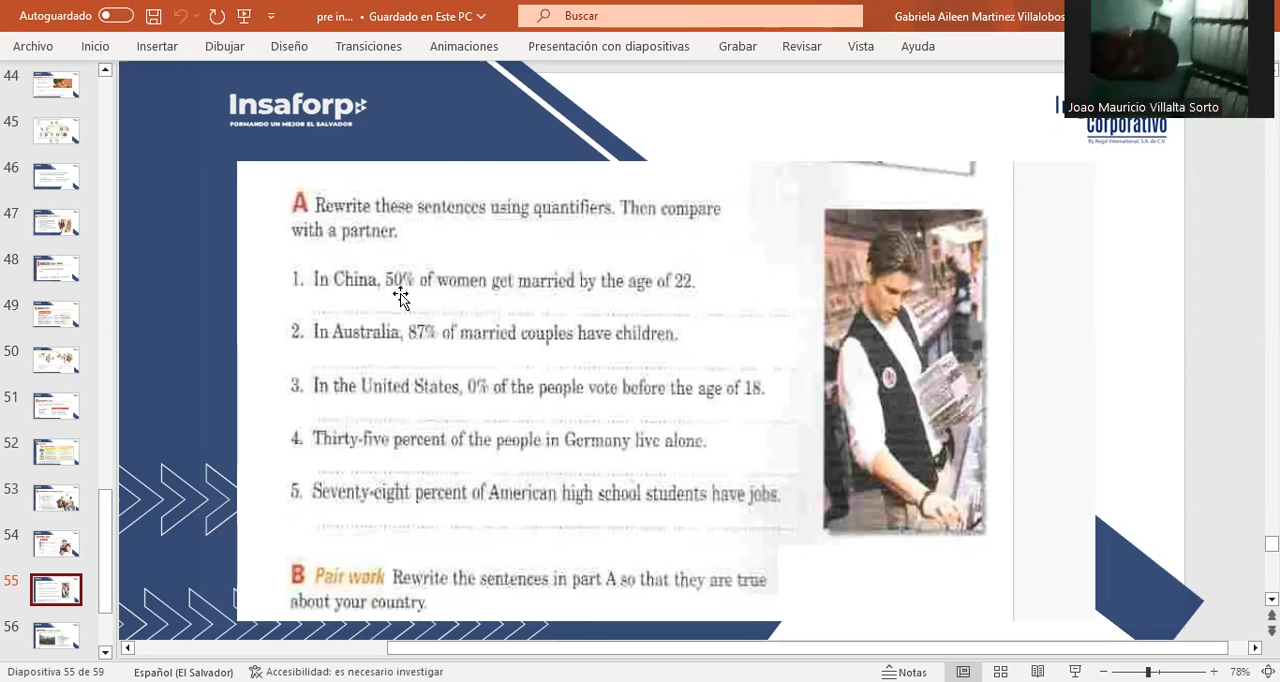 Autoguardado
pre in... • Guardado en Este PC
Buscar
Gabriela Aileen Martinez Villalobos
Archivo Inicio Insertar Dibujar Diseño Transiciones Animaciones Presentación con diapositivas Grabar Revisar Vista Ayuda
Joao Mauricio Villalta Sorto
44
45
46
47
48
49
50
51
52
53
54
55
56
Insaforp
FORMANDO UN MEJOR EL SALVADOR
Corporativo
By Regal International, S.A. de C.V.
A Rewrite these sentences using quantifiers. Then compare
with a partner.
1. In China, 50% of women get married by the age of 22.
2. In Australia, 87% of married couples have children.
3. In the United States, 0% of the people vote before the age of 18.
4. Thirty-five percent of the people in Germany live alone.
5. Seventy-eight percent of American high school students have jobs.
B Pair work Rewrite the sentences in part A so that they are true
about your country.
Diapositiva 55 de 59 Español (El Salvador) Accesibilidad: es necesario investigar Notas 78%